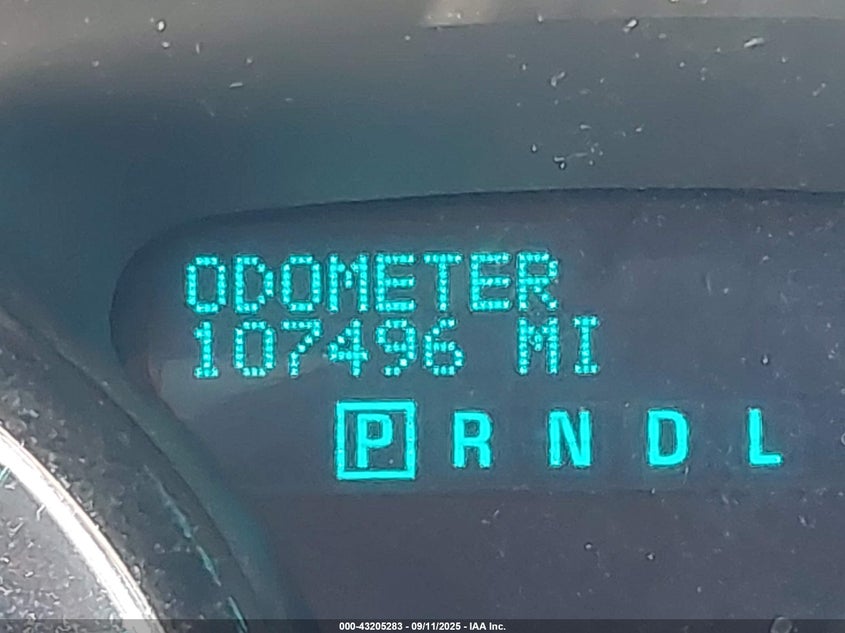 ODOMETER
107496 MI
P R N D L
000-43205283 - 09/11/2025 - IAA Inc.